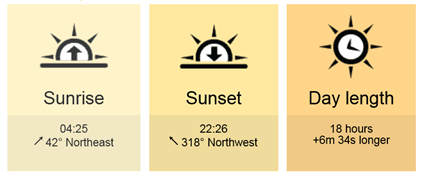 Sunrise
04:25
↗ 42° Northeast
Sunset
22:26
↖ 318° Northwest
Day length
18 hours
+6m 34s longer